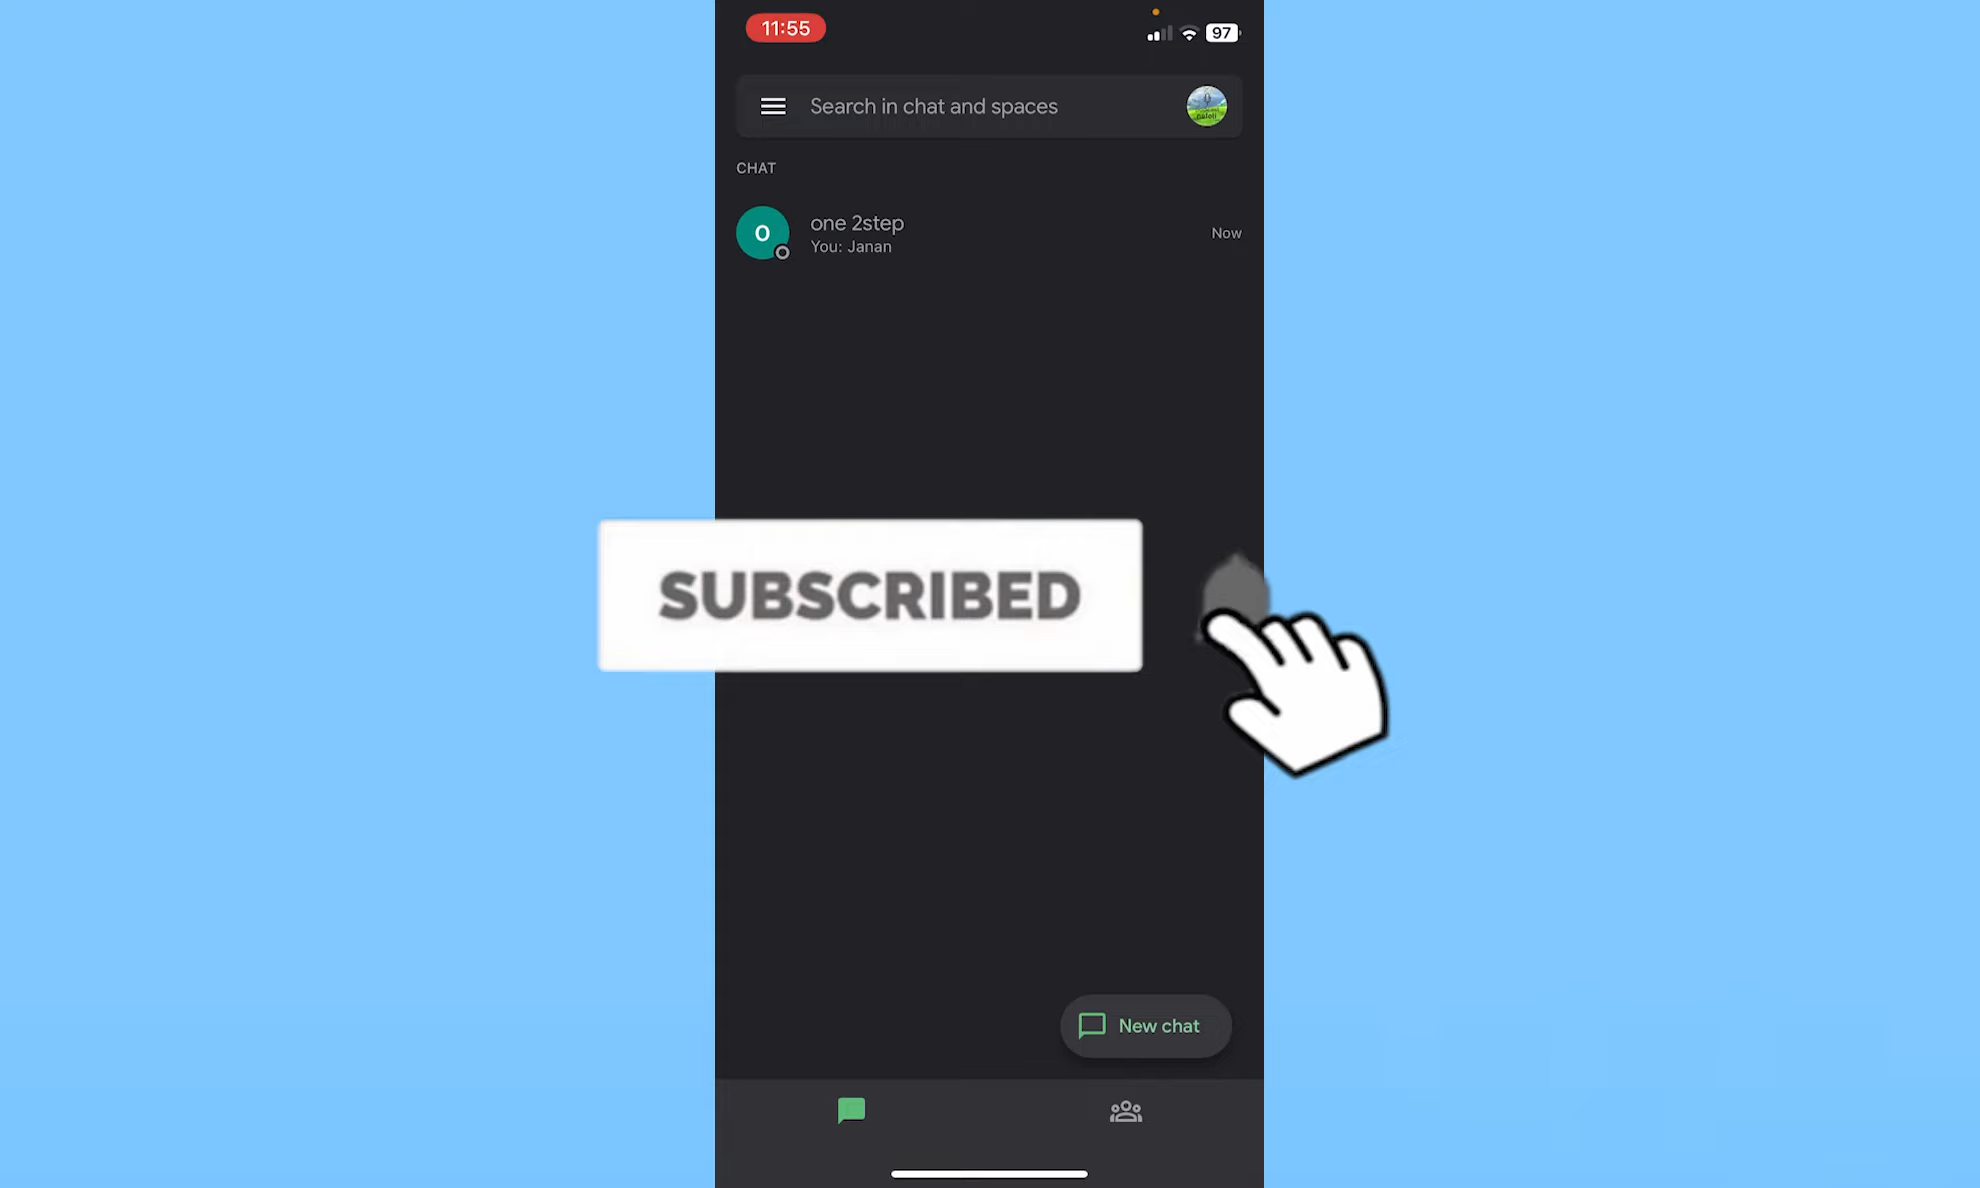 11:55
97
Search in chat and spaces
CHAT
O
one 2step
Now
You: Janan
SUBSCRIBED
New chat